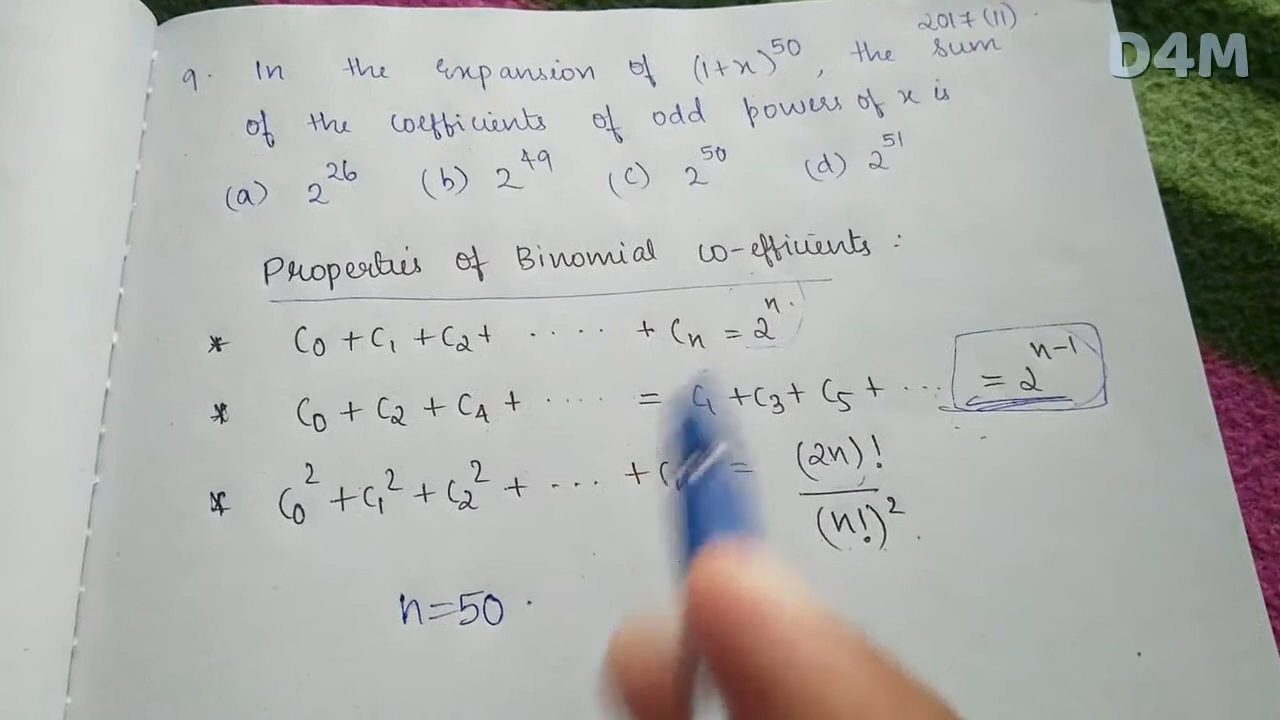 2017 (11)
D4M
9. In the expansion of (1+x)^50, the sum
of the coefficients of odd powers of x is
(a) 2^26 (b) 2^49 (c) 2^50 (d) 2^51
Properties of Binomial co-efficients :
* C0 + C1 + C2 + ..... + Cn = 2^n.
* C0 + C2 + C4 + ..... = C1 + C3 + C5 + ... = 2^n-1
* C0^2 + C1^2 + C2^2 + ... + = (2n)! / (n!)^2.
n=50.